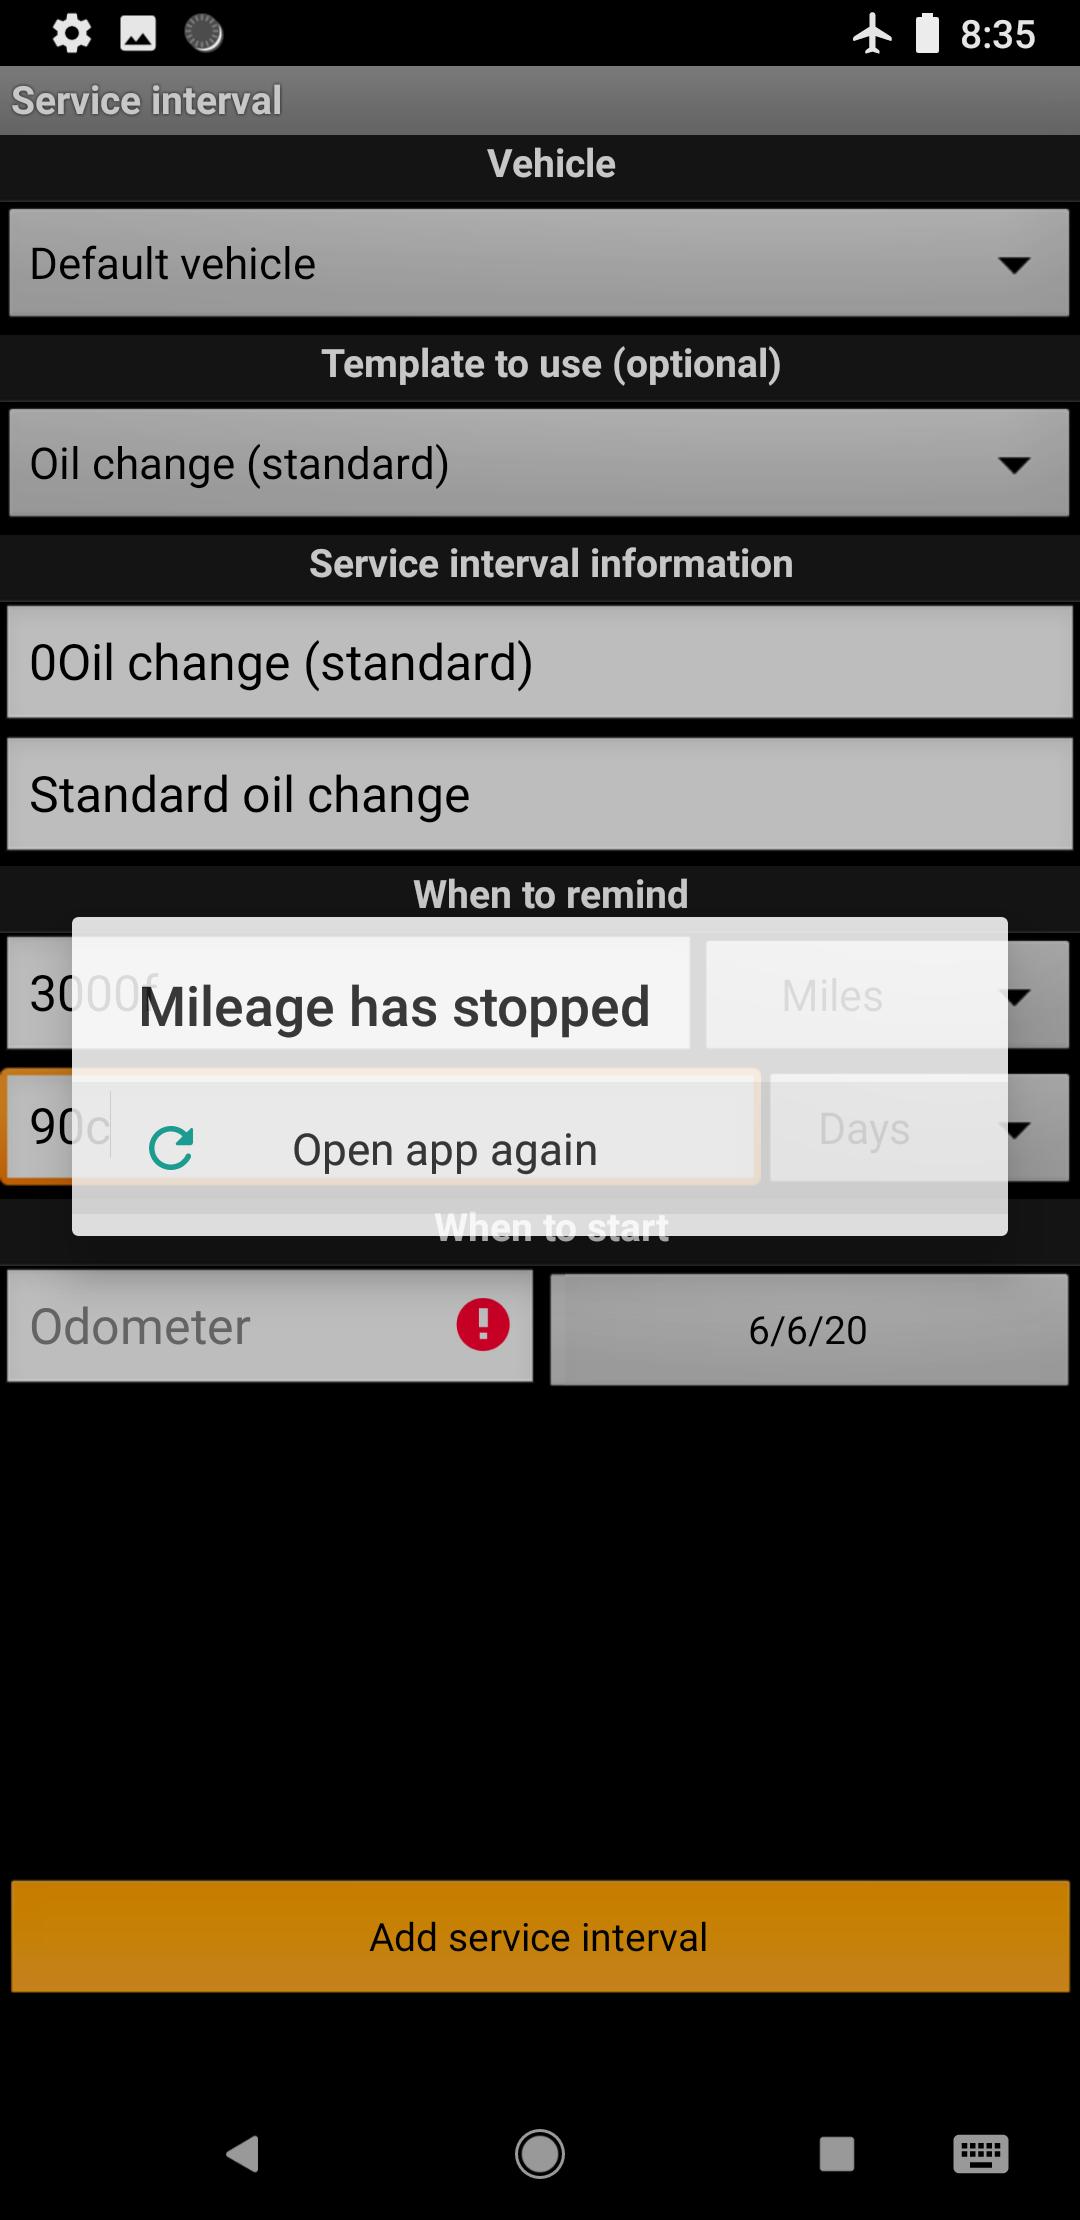 8:35
Service interval
Vehicle
Default vehicle
Template to use (optional)
Oil change (standard)
Service interval information
0Oil change (standard)
Standard oil change
When to remind
3000f
Miles
Mileage has stopped
90c
Days
Open app again
When to start
Odometer
6/6/20
Add service interval